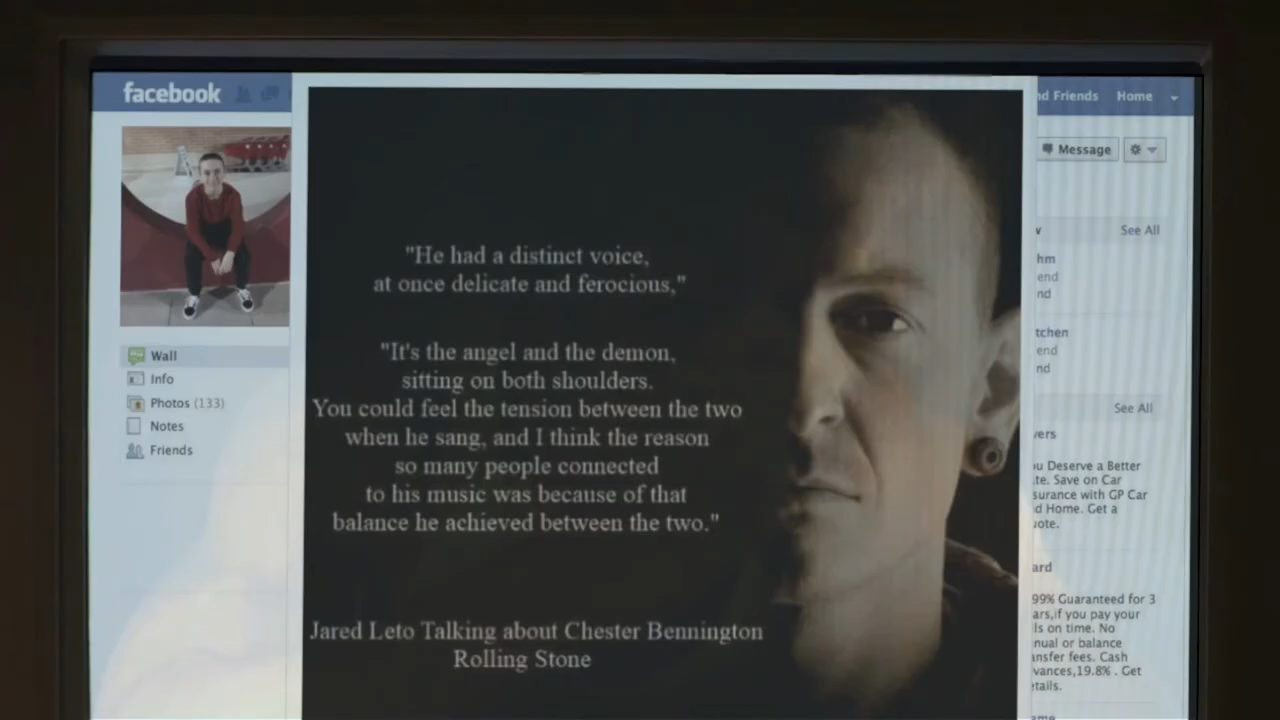 facebook
nd Friends
Home
Message
See All
hm
end
nd
tchen
end
nd
See All
Wall
Info
Photos (133)
Notes
Friends
"He had a distinct voice,
at once delicate and ferocious,"
"It's the angel and the demon,
sitting on both shoulders.
You could feel the tension between the two
when he sang, and I think the reason
so many people connected
to his music was because of that
balance he achieved between the two."
Jared Leto Talking about Chester Bennington
Rolling Stone
vers
u Deserve a Better
te. Save on Car
surance with GP Car
d Home. Get a
uote.
ard
99% Guaranteed for 3
ars,if you pay your
ls on time. No
nual or balance
ansfer fees. Cash
vances,19.8% . Get
etails.